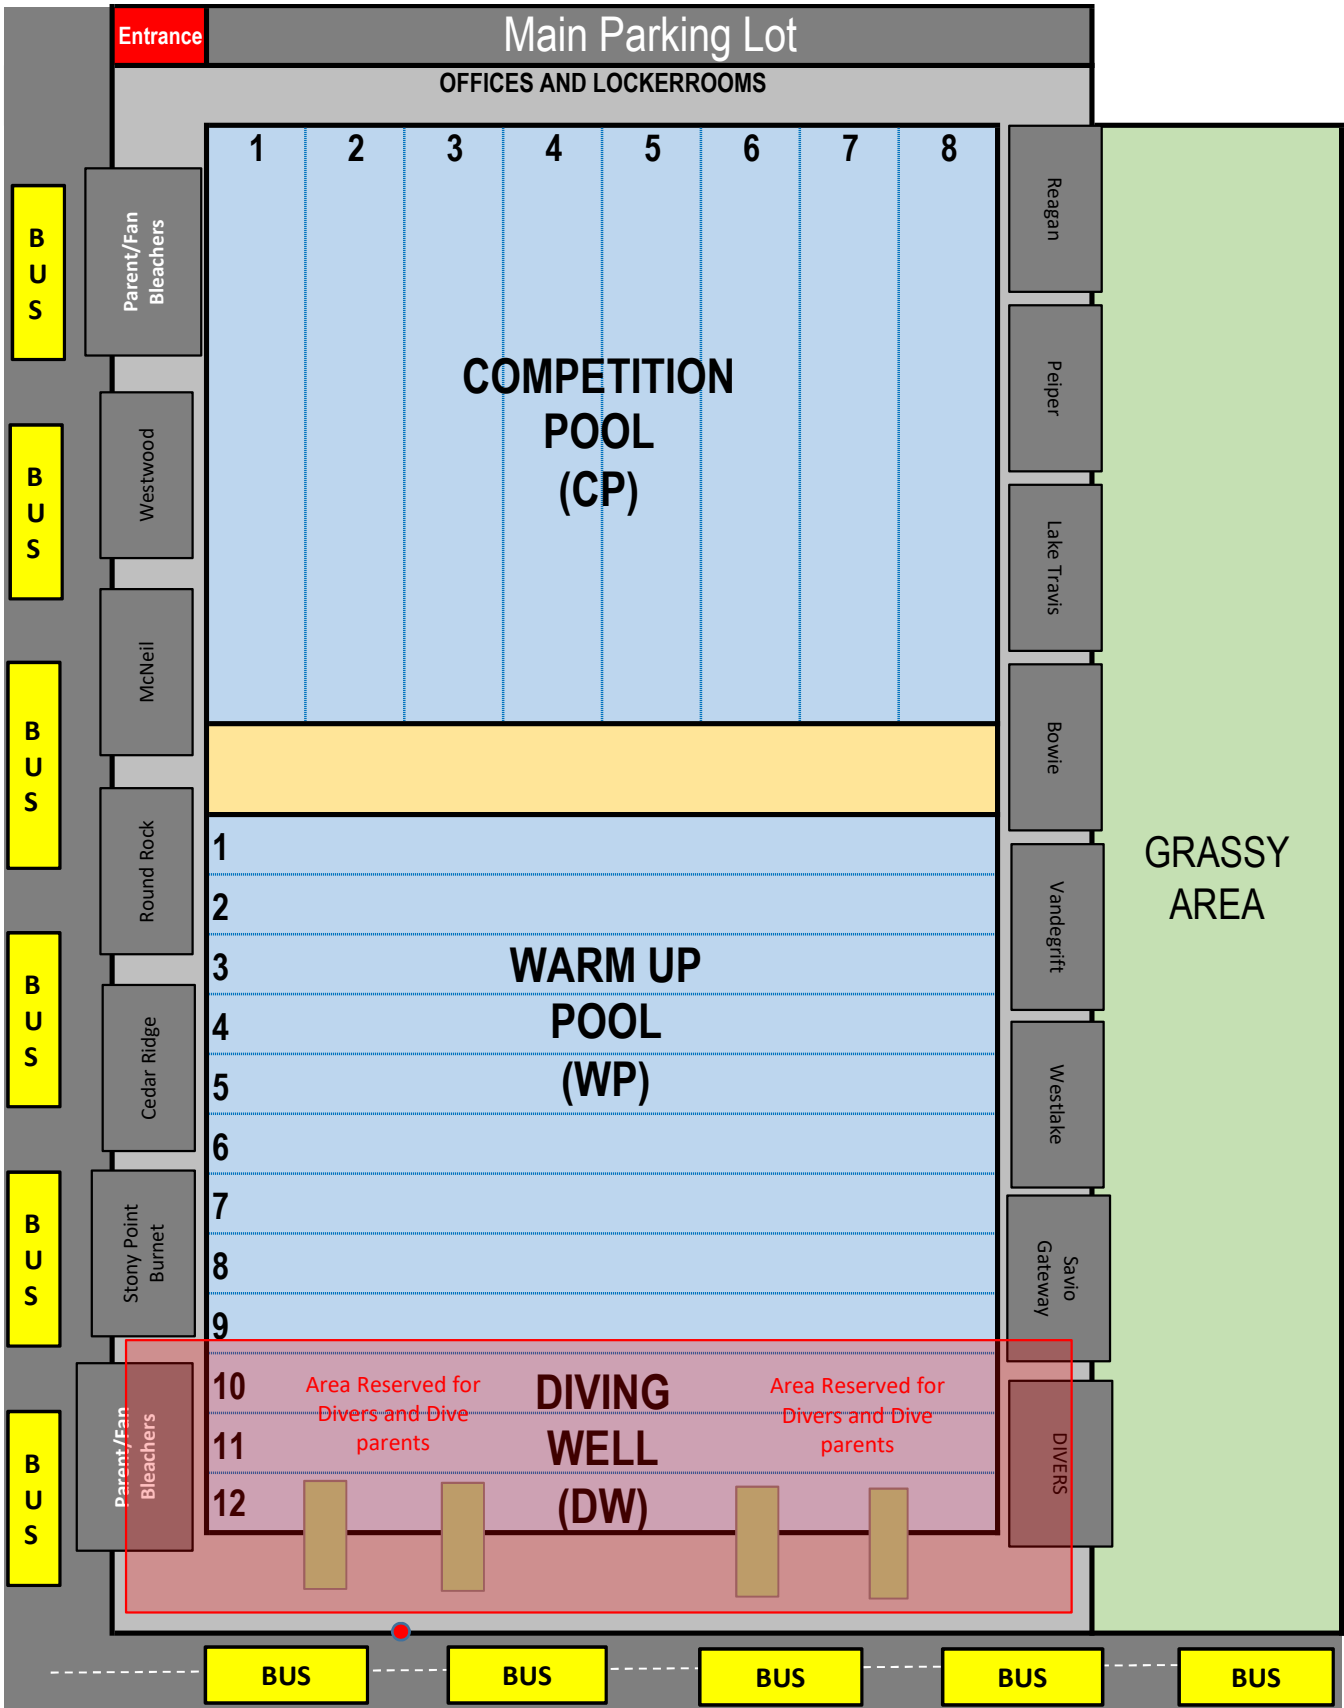 Entrance
Main Parking Lot
OFFICES AND LOCKERROOMS
1 2 3 4 5 6 7 8
COMPETITION
POOL
(CP)
B
U
S
B
U
S
B
U
S
B
U
S
B
U
S
B
U
S
Parent/Fan
Bleachers
Westwood
McNeil
Round Rock
Cedar Ridge
Stony Point
Burnet
Parent/Fan
Bleachers
Reagan
Peiper
Lake Travis
Bowie
Vandegrift
Westlake
Savio
Gateway
DIVERS
GRASSY
AREA
1
2
3
4
5
6
7
8
9
10
11
12
WARM UP
POOL
(WP)
Area Reserved for
Divers and Dive
parents
DIVING
WELL
(DW)
Area Reserved for
Divers and Dive
parents
BUS
BUS
BUS
BUS
BUS